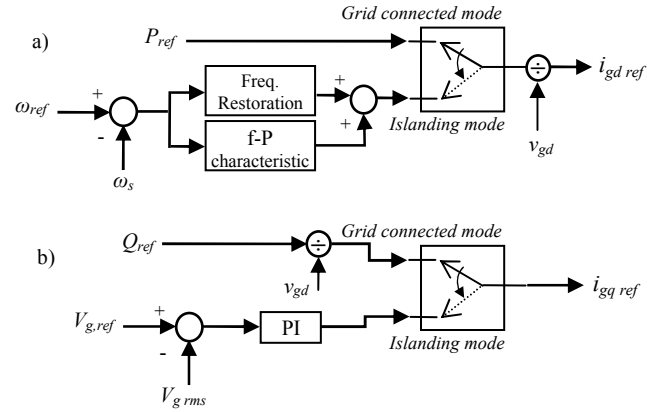 Grid connected mode
a)
P_ref
Freq.
Restoration
+
+
ω_ref
+
-
÷
i_gd ref
f-P
characteristic
+
Islanding mode
v_gd
ω_s
Grid connected mode
b)
Q_ref
÷
v_gd
i_gq ref
V_g,ref
+
-
PI
Islanding mode
V_g rms